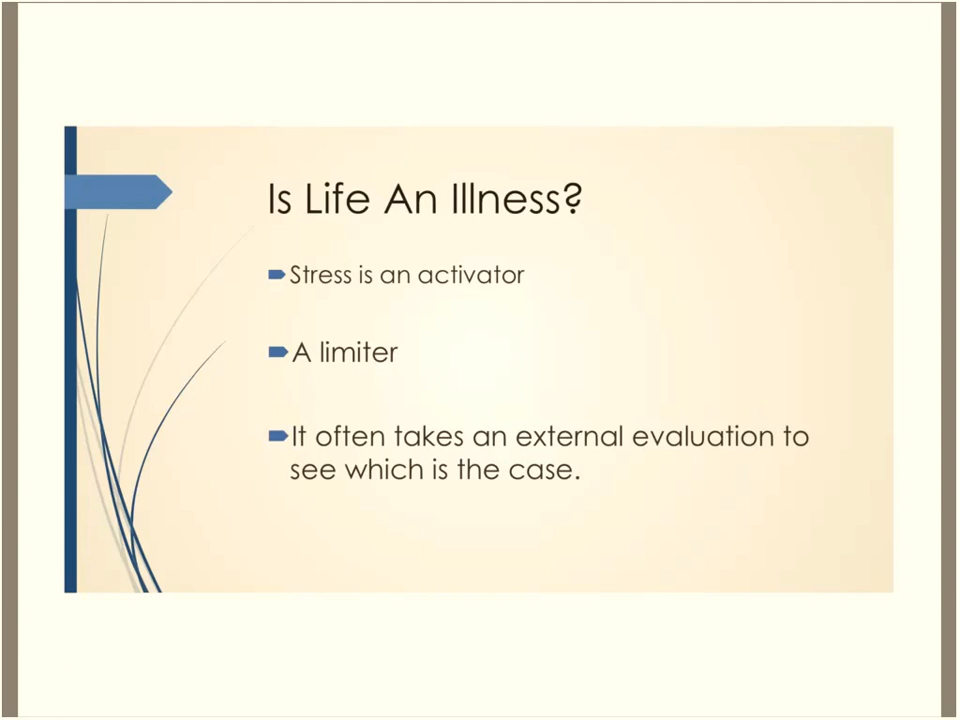 Is Life An Illness?
Stress is an activator
A limiter
It often takes an external evaluation to
see which is the case.